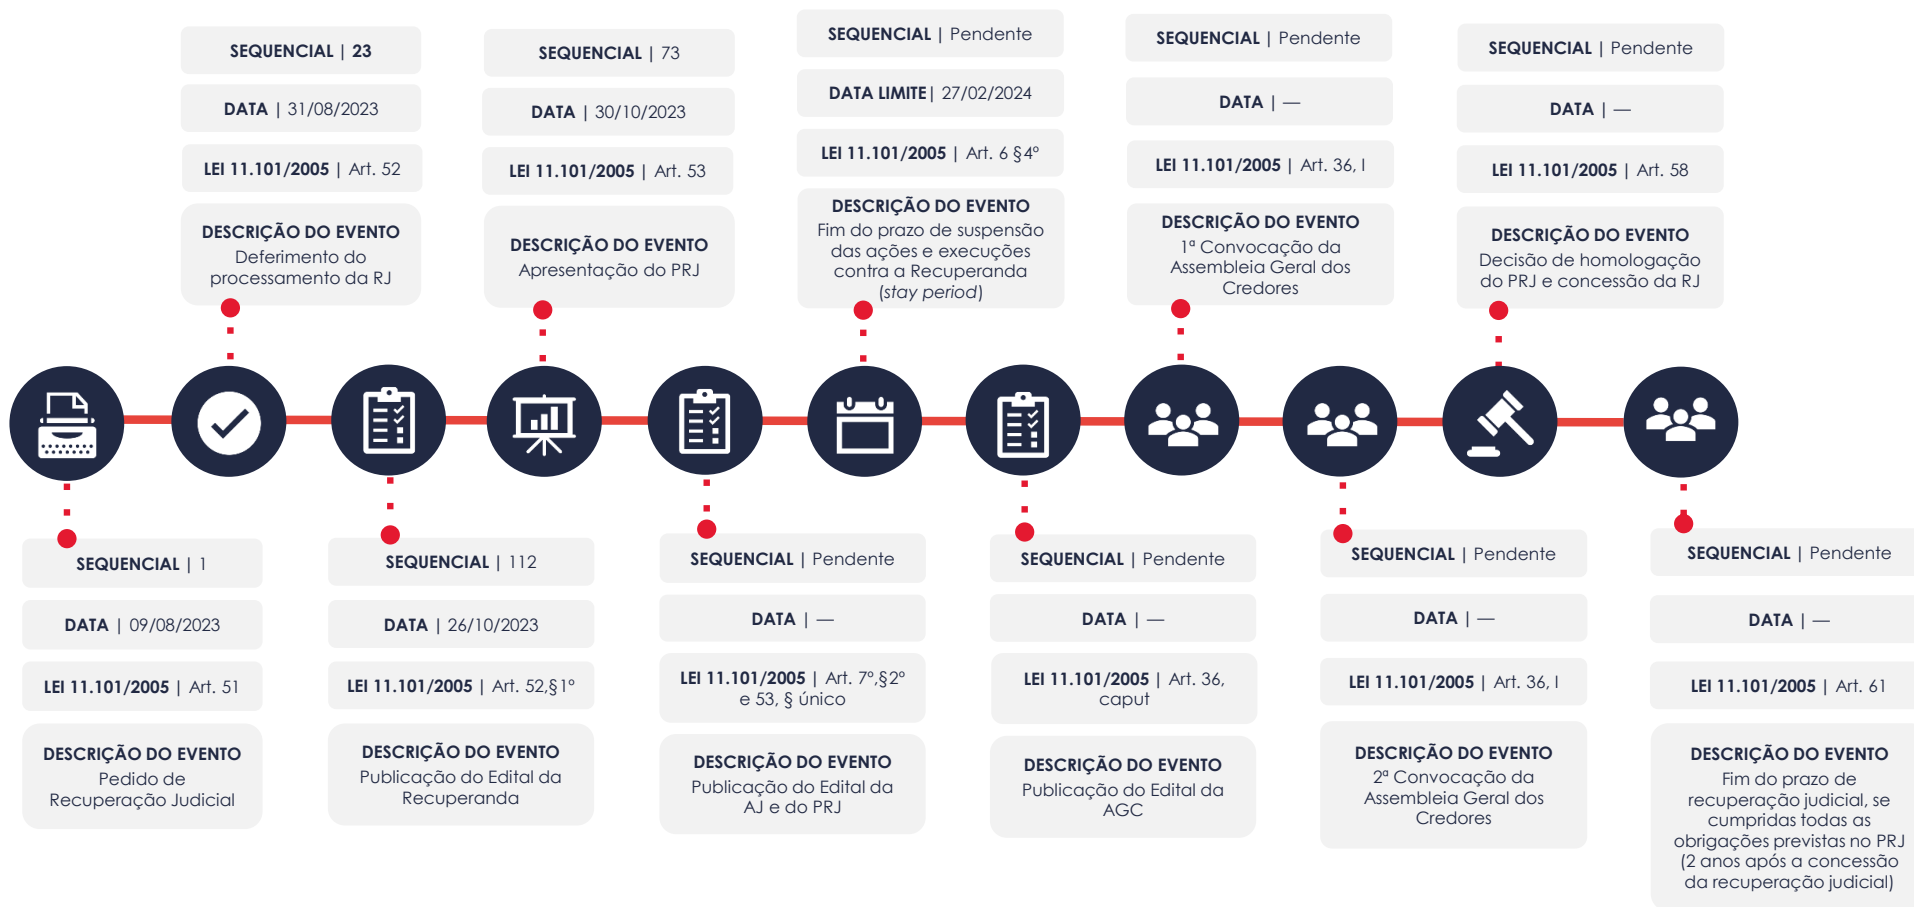 SEQUENCIAL | 23
DATA | 31/08/2023
LEI 11.101/2005 | Art. 52
DESCRIÇÃO DO EVENTO
Deferimento do
processamento da RJ
SEQUENCIAL | 73
DATA | 30/10/2023
LEI 11.101/2005 | Art. 53
DESCRIÇÃO DO EVENTO
Apresentação do PRJ
SEQUENCIAL | Pendente
DATA LIMITE| 27/02/2024
LEI 11.101/2005 | Art. 6 §4º
DESCRIÇÃO DO EVENTO
Fim do prazo de suspensão
das ações e execuções
contra a Recuperanda
(stay period)
SEQUENCIAL | Pendente
DATA | —
LEI 11.101/2005 | Art. 36, I
DESCRIÇÃO DO EVENTO
1ª Convocação da
Assembleia Geral dos
Credores
SEQUENCIAL | Pendente
DATA | —
LEI 11.101/2005 | Art. 58
DESCRIÇÃO DO EVENTO
Decisão de homologação
do PRJ e concessão da RJ
SEQUENCIAL | 1
DATA | 09/08/2023
LEI 11.101/2005 | Art. 51
DESCRIÇÃO DO EVENTO
Pedido de
Recuperação Judicial
SEQUENCIAL | 112
DATA | 26/10/2023
LEI 11.101/2005 | Art. 52,§1º
DESCRIÇÃO DO EVENTO
Publicação do Edital da
Recuperanda
SEQUENCIAL | Pendente
DATA | —
LEI 11.101/2005 | Art. 7º,§2º
e 53, § único
DESCRIÇÃO DO EVENTO
Publicação do Edital da
AJ e do PRJ
SEQUENCIAL | Pendente
DATA | —
LEI 11.101/2005 | Art. 36,
caput
DESCRIÇÃO DO EVENTO
Publicação do Edital da
AGC
SEQUENCIAL | Pendente
DATA | —
LEI 11.101/2005 | Art. 36, I
DESCRIÇÃO DO EVENTO
2ª Convocação da
Assembleia Geral dos
Credores
SEQUENCIAL | Pendente
DATA | —
LEI 11.101/2005 | Art. 61
DESCRIÇÃO DO EVENTO
Fim do prazo de
recuperação judicial, se
cumpridas todas as
obrigações previstas no PRJ
(2 anos após a concessão
da recuperação judicial)